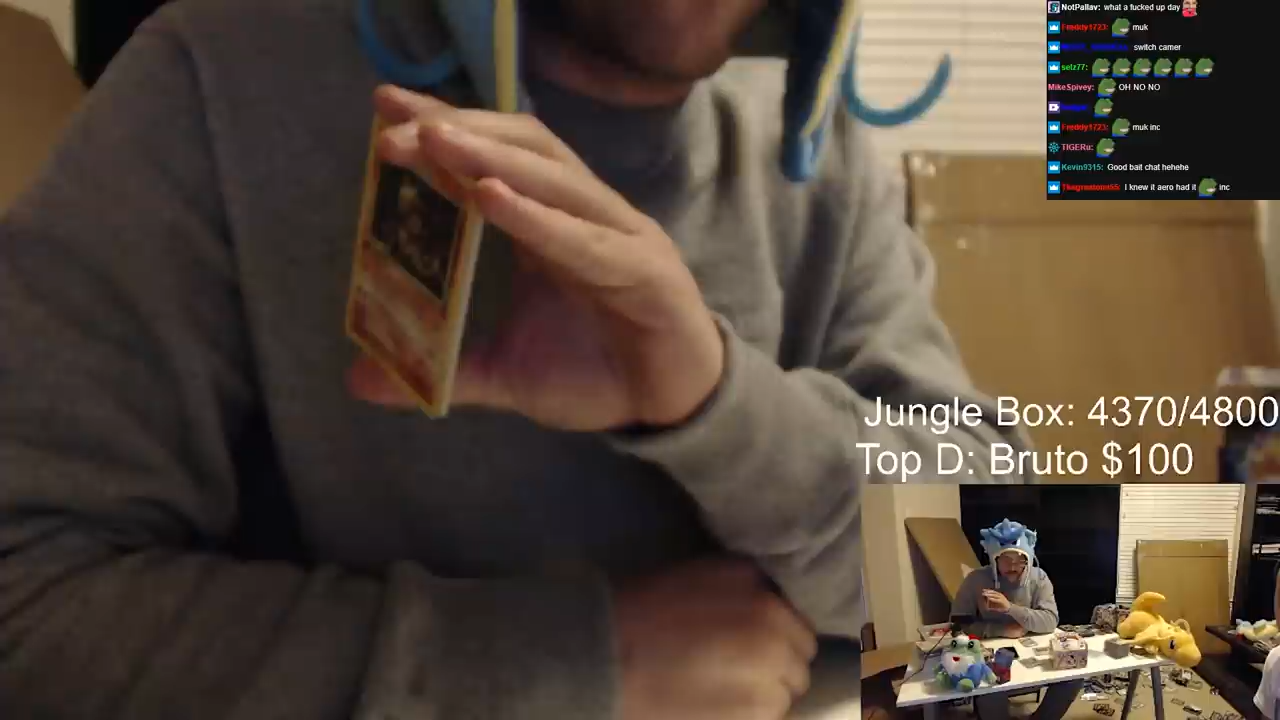 NotPallav: what a fucked up day
Freddy1723: muk
switch camer
selz77:
MikeSpivey: OH NO NO
Freddy1723: muk inc
TIGERu:
Kevin9315: Good bait chat hehehe
I knew it aero had it inc
Jungle Box: 4370/4800
Top D: Bruto $100